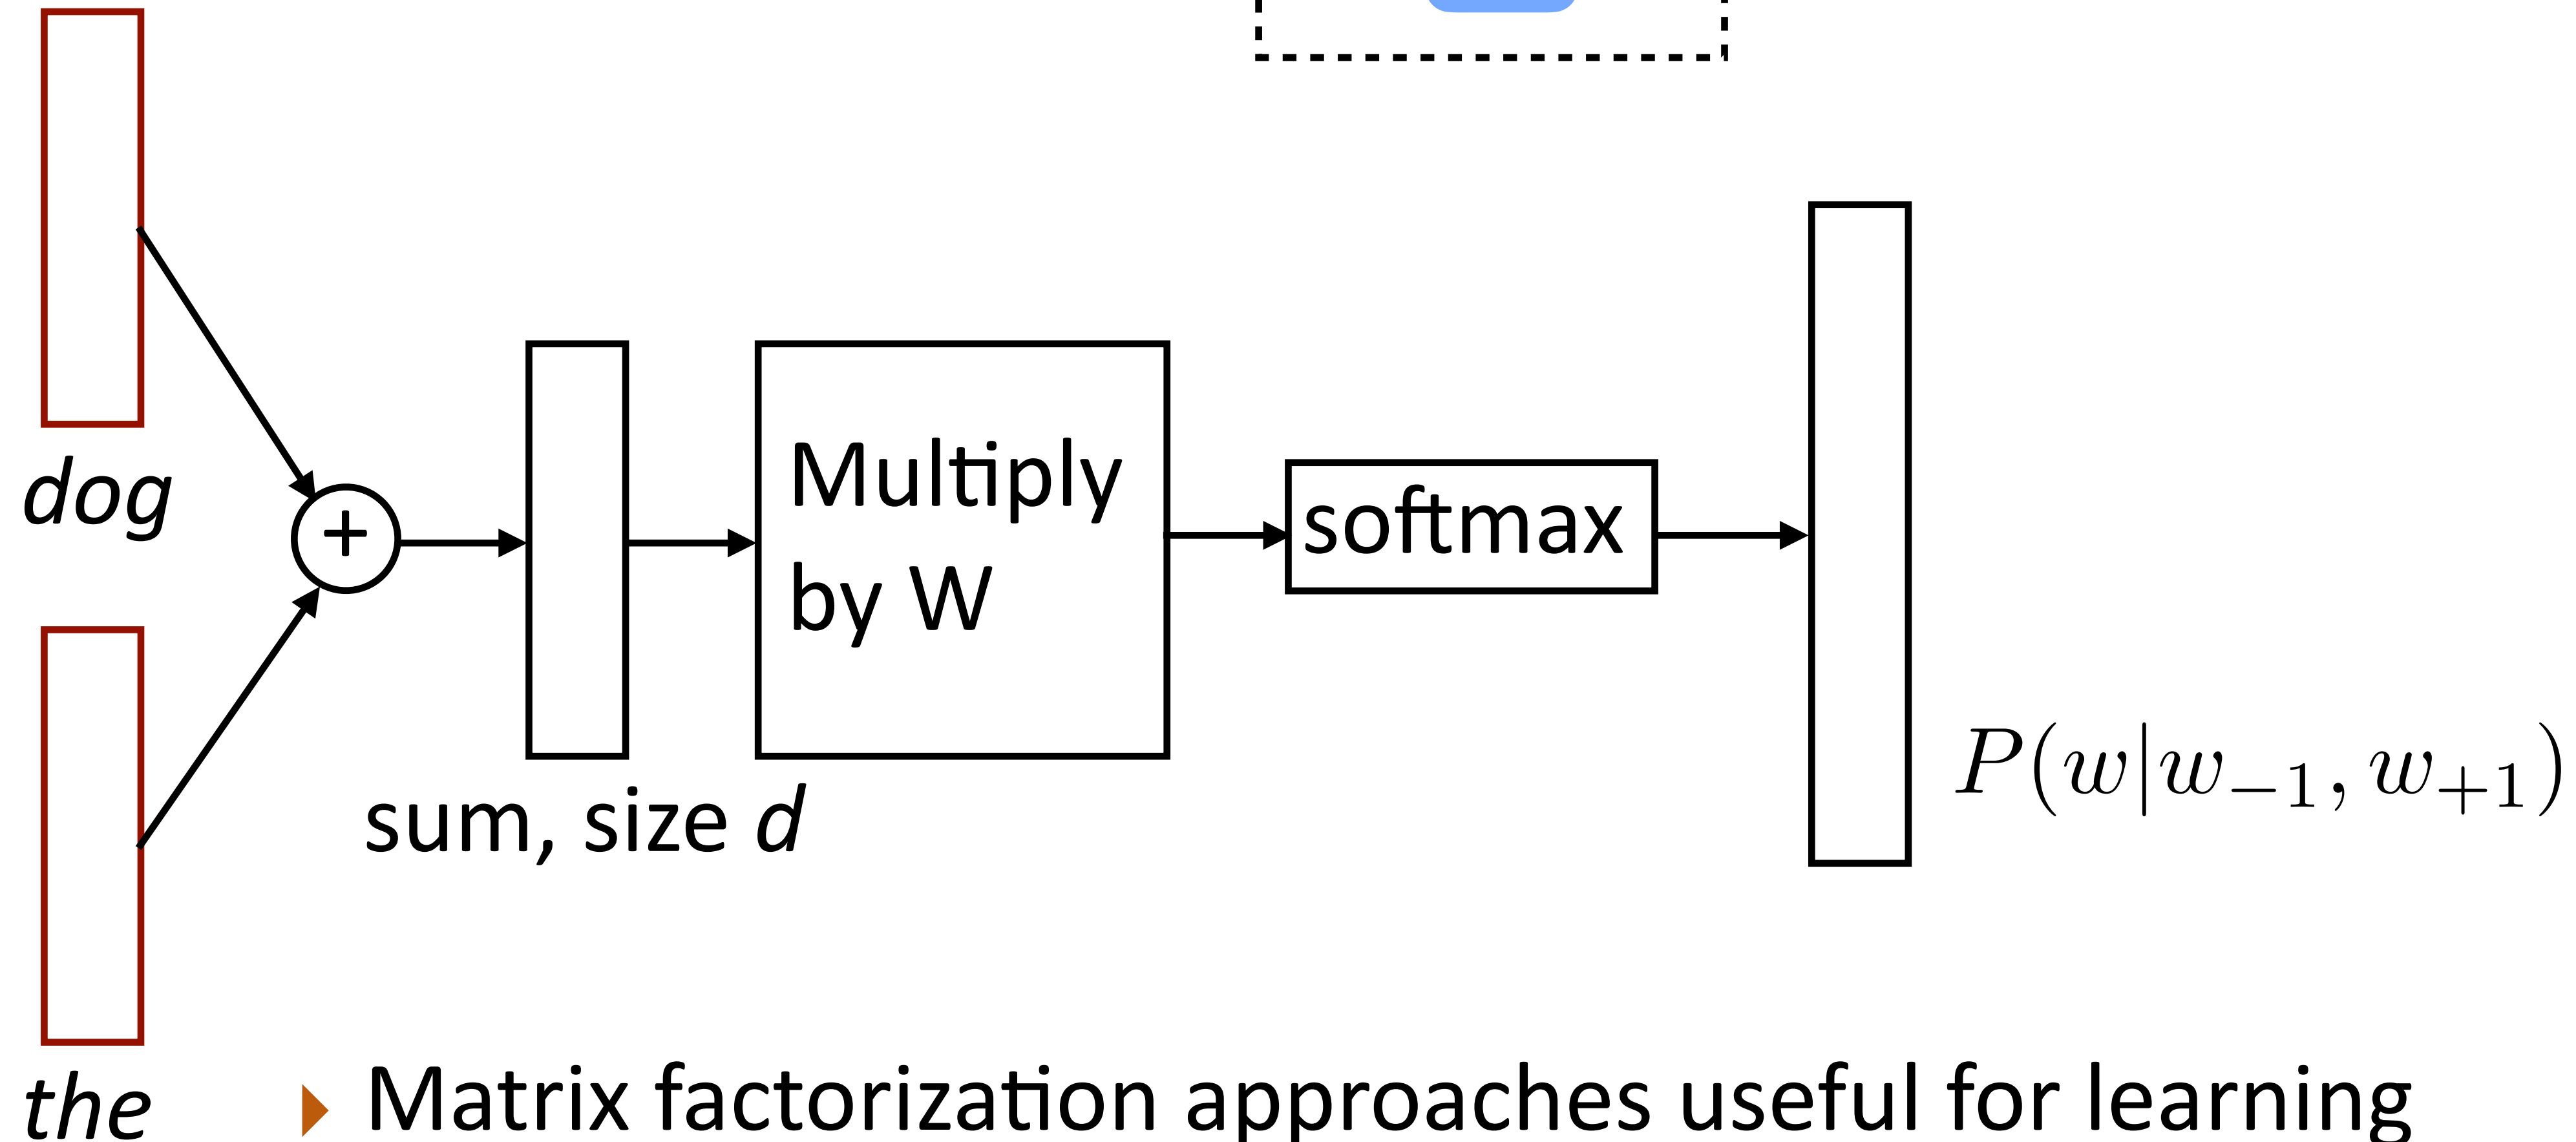 dog
+
Multiply
by W
softmax
sum, size d
P(w|w₋₁, w₊₁)
the
Matrix factorization approaches useful for learning